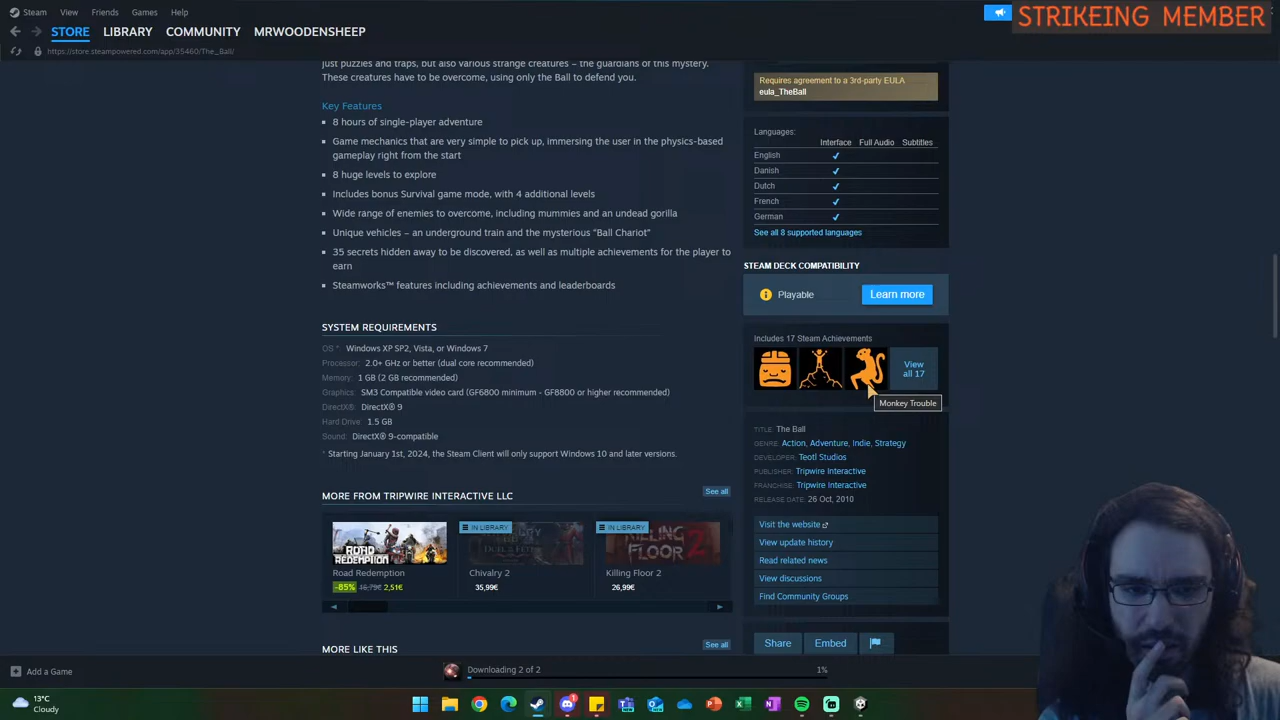 Steam View Friends Games Help
STRIKEING MEMBER
STORE LIBRARY COMMUNITY MRWOODENSHEEP
https://store.steampowered.com/app/35460/The_Ball/
just puzzles and traps, but also various strange creatures – the guardians of this mystery.
These creatures have to be overcome, using only the Ball to defend you.
Key Features
8 hours of single-player adventure
Game mechanics that are very simple to pick up, immersing the user in the physics-based
gameplay right from the start
8 huge levels to explore
Includes bonus Survival game mode, with 4 additional levels
Wide range of enemies to overcome, including mummies and an undead gorilla
Unique vehicles – an underground train and the mysterious "Ball Chariot"
35 secrets hidden away to be discovered, as well as multiple achievements for the player to
earn
Steamworks™ features including achievements and leaderboards
SYSTEM REQUIREMENTS
OS *: Windows XP SP2, Vista, or Windows 7
Processor: 2.0+ GHz or better (dual core recommended)
Memory: 1 GB (2 GB recommended)
Graphics: SM3 Compatible video card (GF6800 minimum - GF8800 or higher recommended)
DirectX®: DirectX® 9
Hard Drive: 1.5 GB
Sound: DirectX® 9-compatible
* Starting January 1st, 2024, the Steam Client will only support Windows 10 and later versions.
MORE FROM TRIPWIRE INTERACTIVE LLC
See all
ROAD REDEMPTION
IN LIBRARY
IN LIBRARY
KILLING FLOOR 2
Road Redemption
Chivalry 2
Killing Floor 2
-85% 16,79€ 2,51€
35,99€
26,99€
MORE LIKE THIS
See all
Requires agreement to a 3rd-party EULA
eula_TheBall
Languages:
Interface Full Audio Subtitles
English ✔
Danish ✔
Dutch ✔
French ✔
German ✔
See all 8 supported languages
STEAM DECK COMPATIBILITY
Playable
Learn more
Includes 17 Steam Achievements
View
all 17
Monkey Trouble
TITLE: The Ball
GENRE: Action, Adventure, Indie, Strategy
DEVELOPER: Teotl Studios
PUBLISHER: Tripwire Interactive
FRANCHISE: Tripwire Interactive
RELEASE DATE: 26 Oct, 2010
Visit the website
View update history
Read related news
View discussions
Find Community Groups
Share
Embed
Add a Game
Downloading 2 of 2
1%
13°C
Cloudy